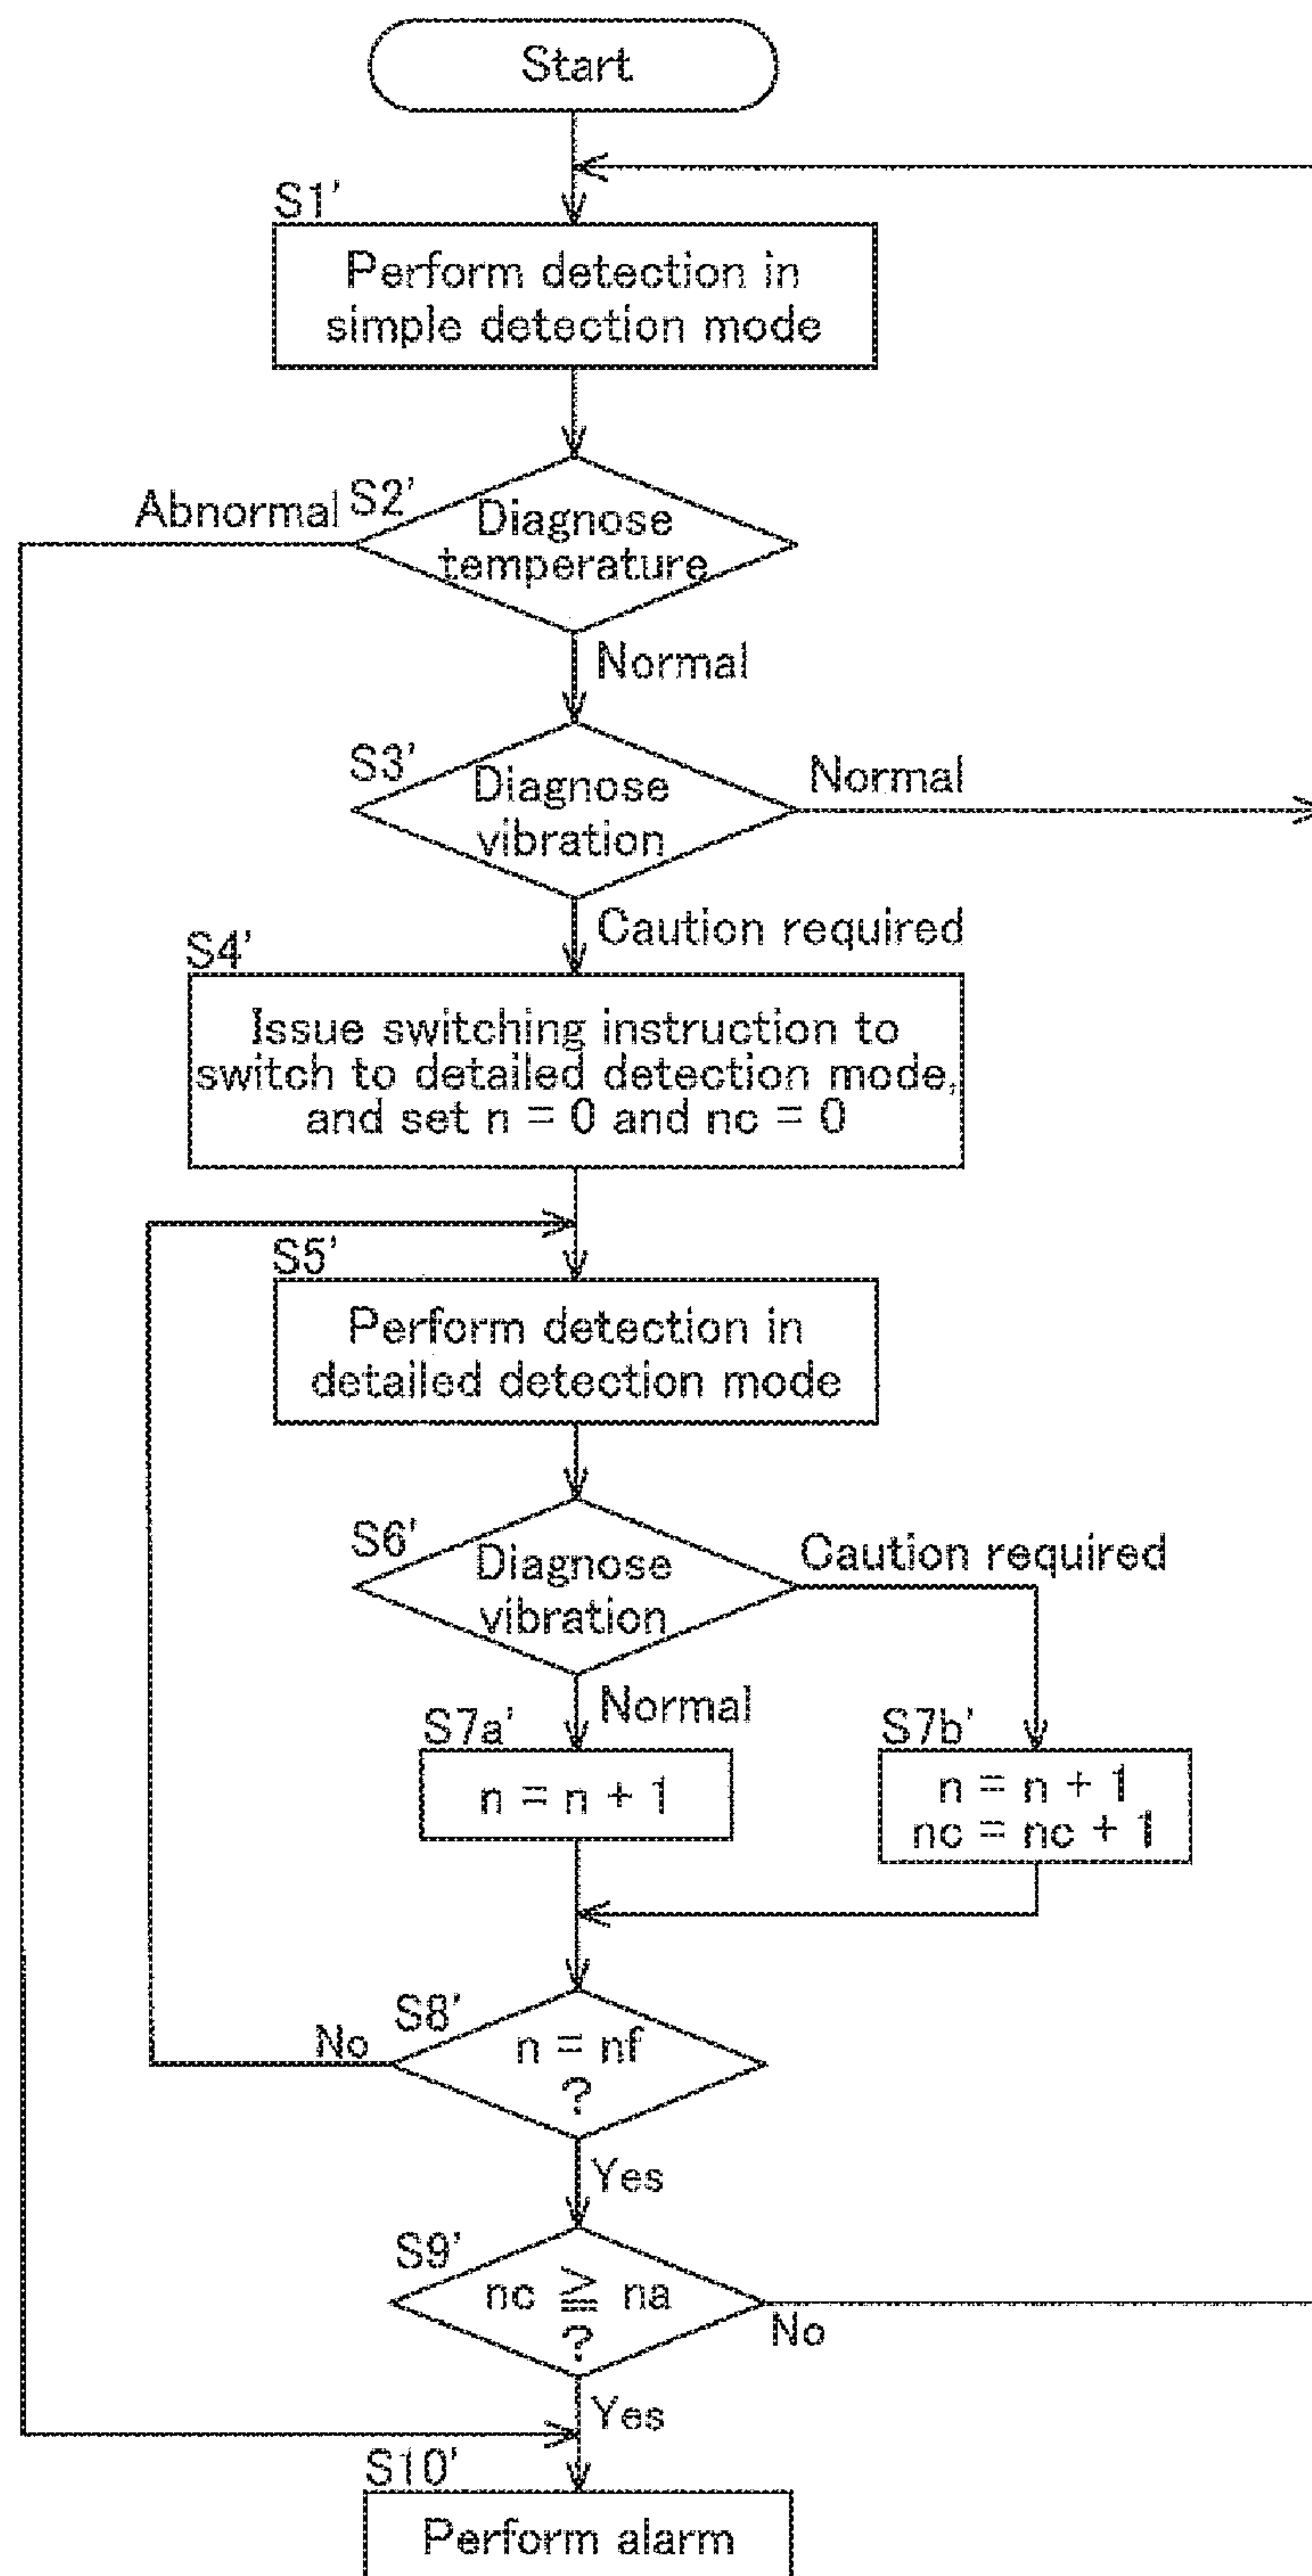 Start
S1'
Perform detection in
simple detection mode
Abnormal
S2'
Diagnose
temperature
Normal
S3'
Diagnose
vibration
Normal
Caution required
S4'
Issue switching instruction to
switch to detailed detection mode,
and set n = 0 and nc = 0
S5'
Perform detection in
detailed detection mode
S6'
Diagnose
vibration
Caution required
Normal
S7a'
n = n + 1
S7b'
n = n + 1
nc = nc + 1
S8'
n = nf
?
No
Yes
S9'
nc ≧ na
?
No
Yes
S10'
Perform alarm